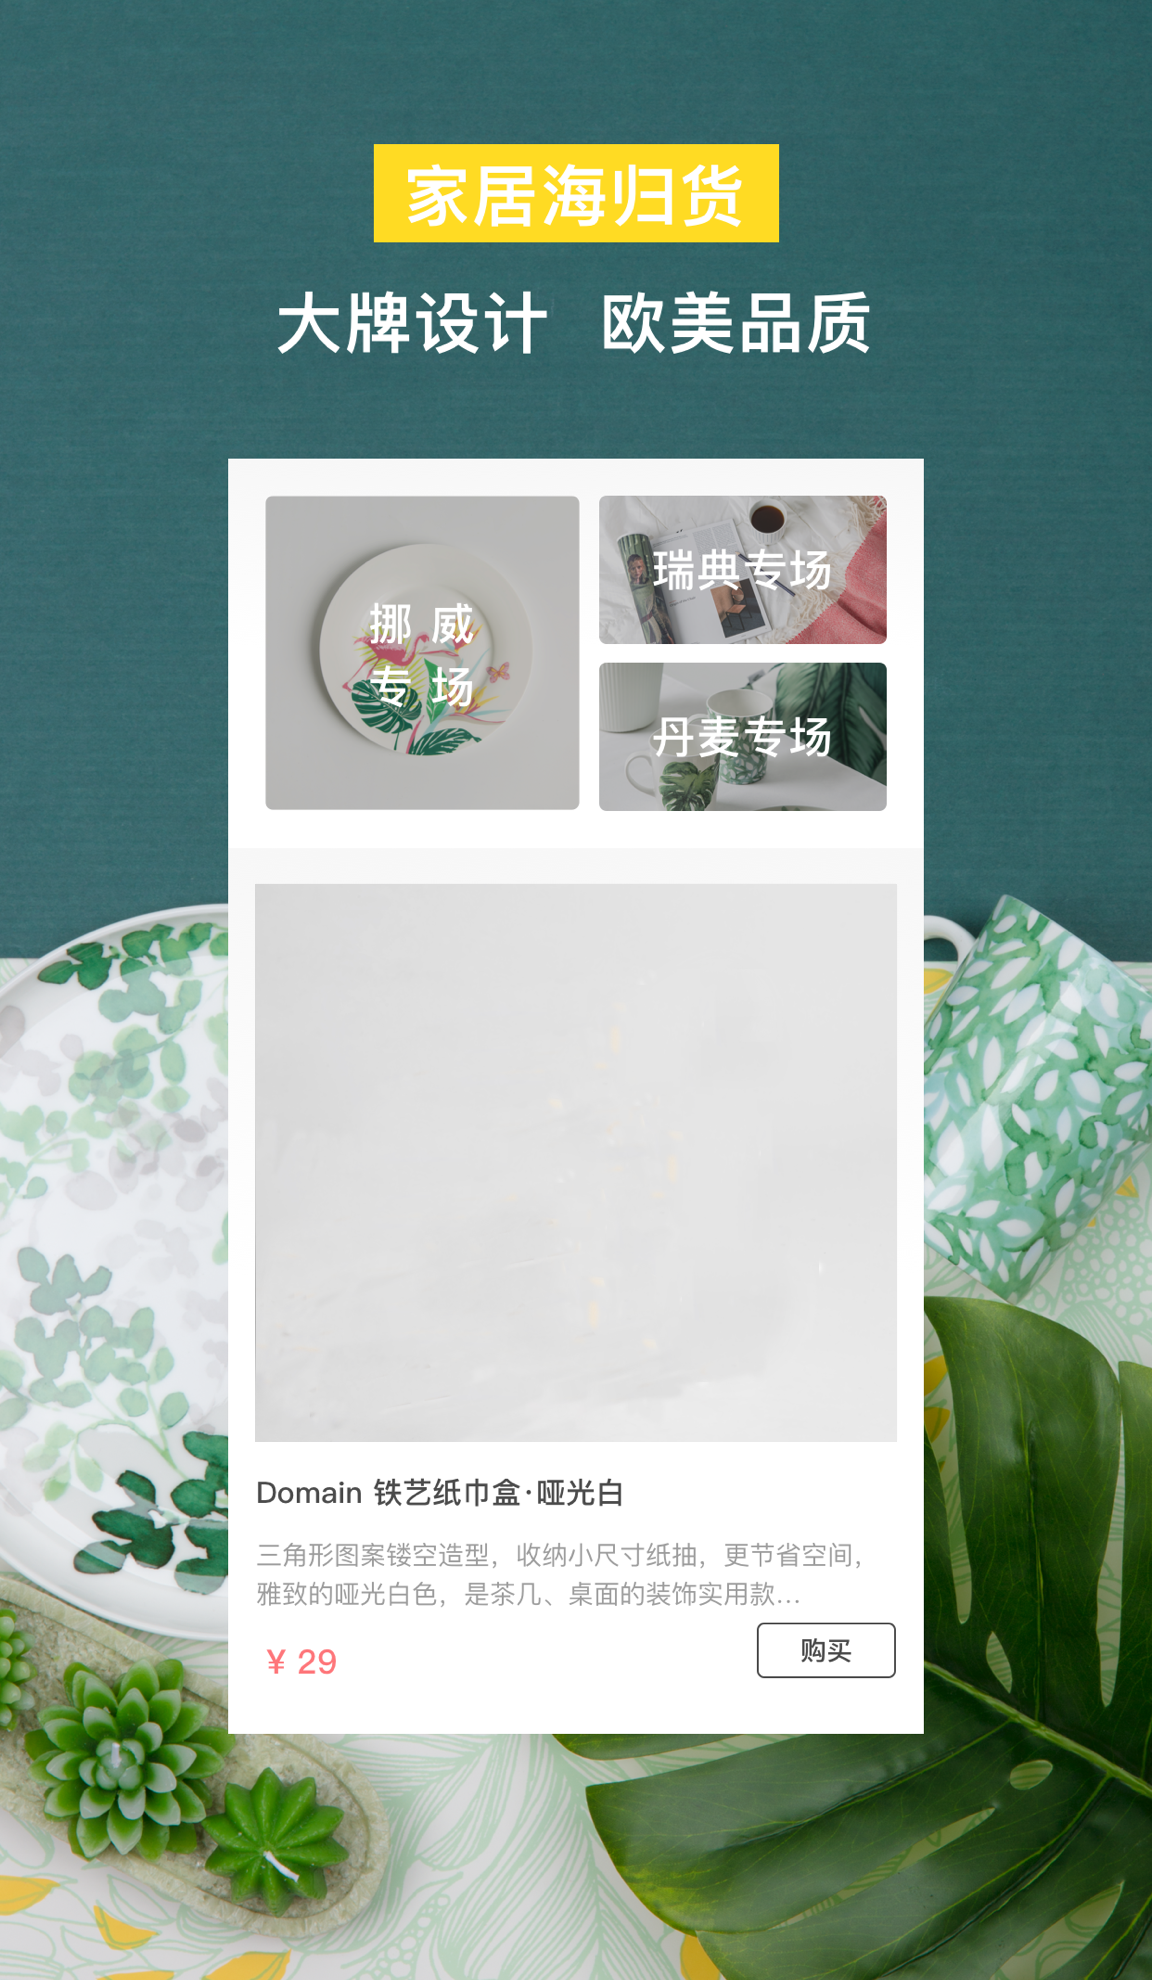 家居海归货
大牌设计 欧美品质
挪 威
专 场
瑞典专场
丹麦专场
Domain 铁艺纸巾盒·哑光白
三角形图案镂空造型，收纳小尺寸纸抽，更节省空间，
雅致的哑光白色，是茶几、桌面的装饰实用款...
¥ 29
购买